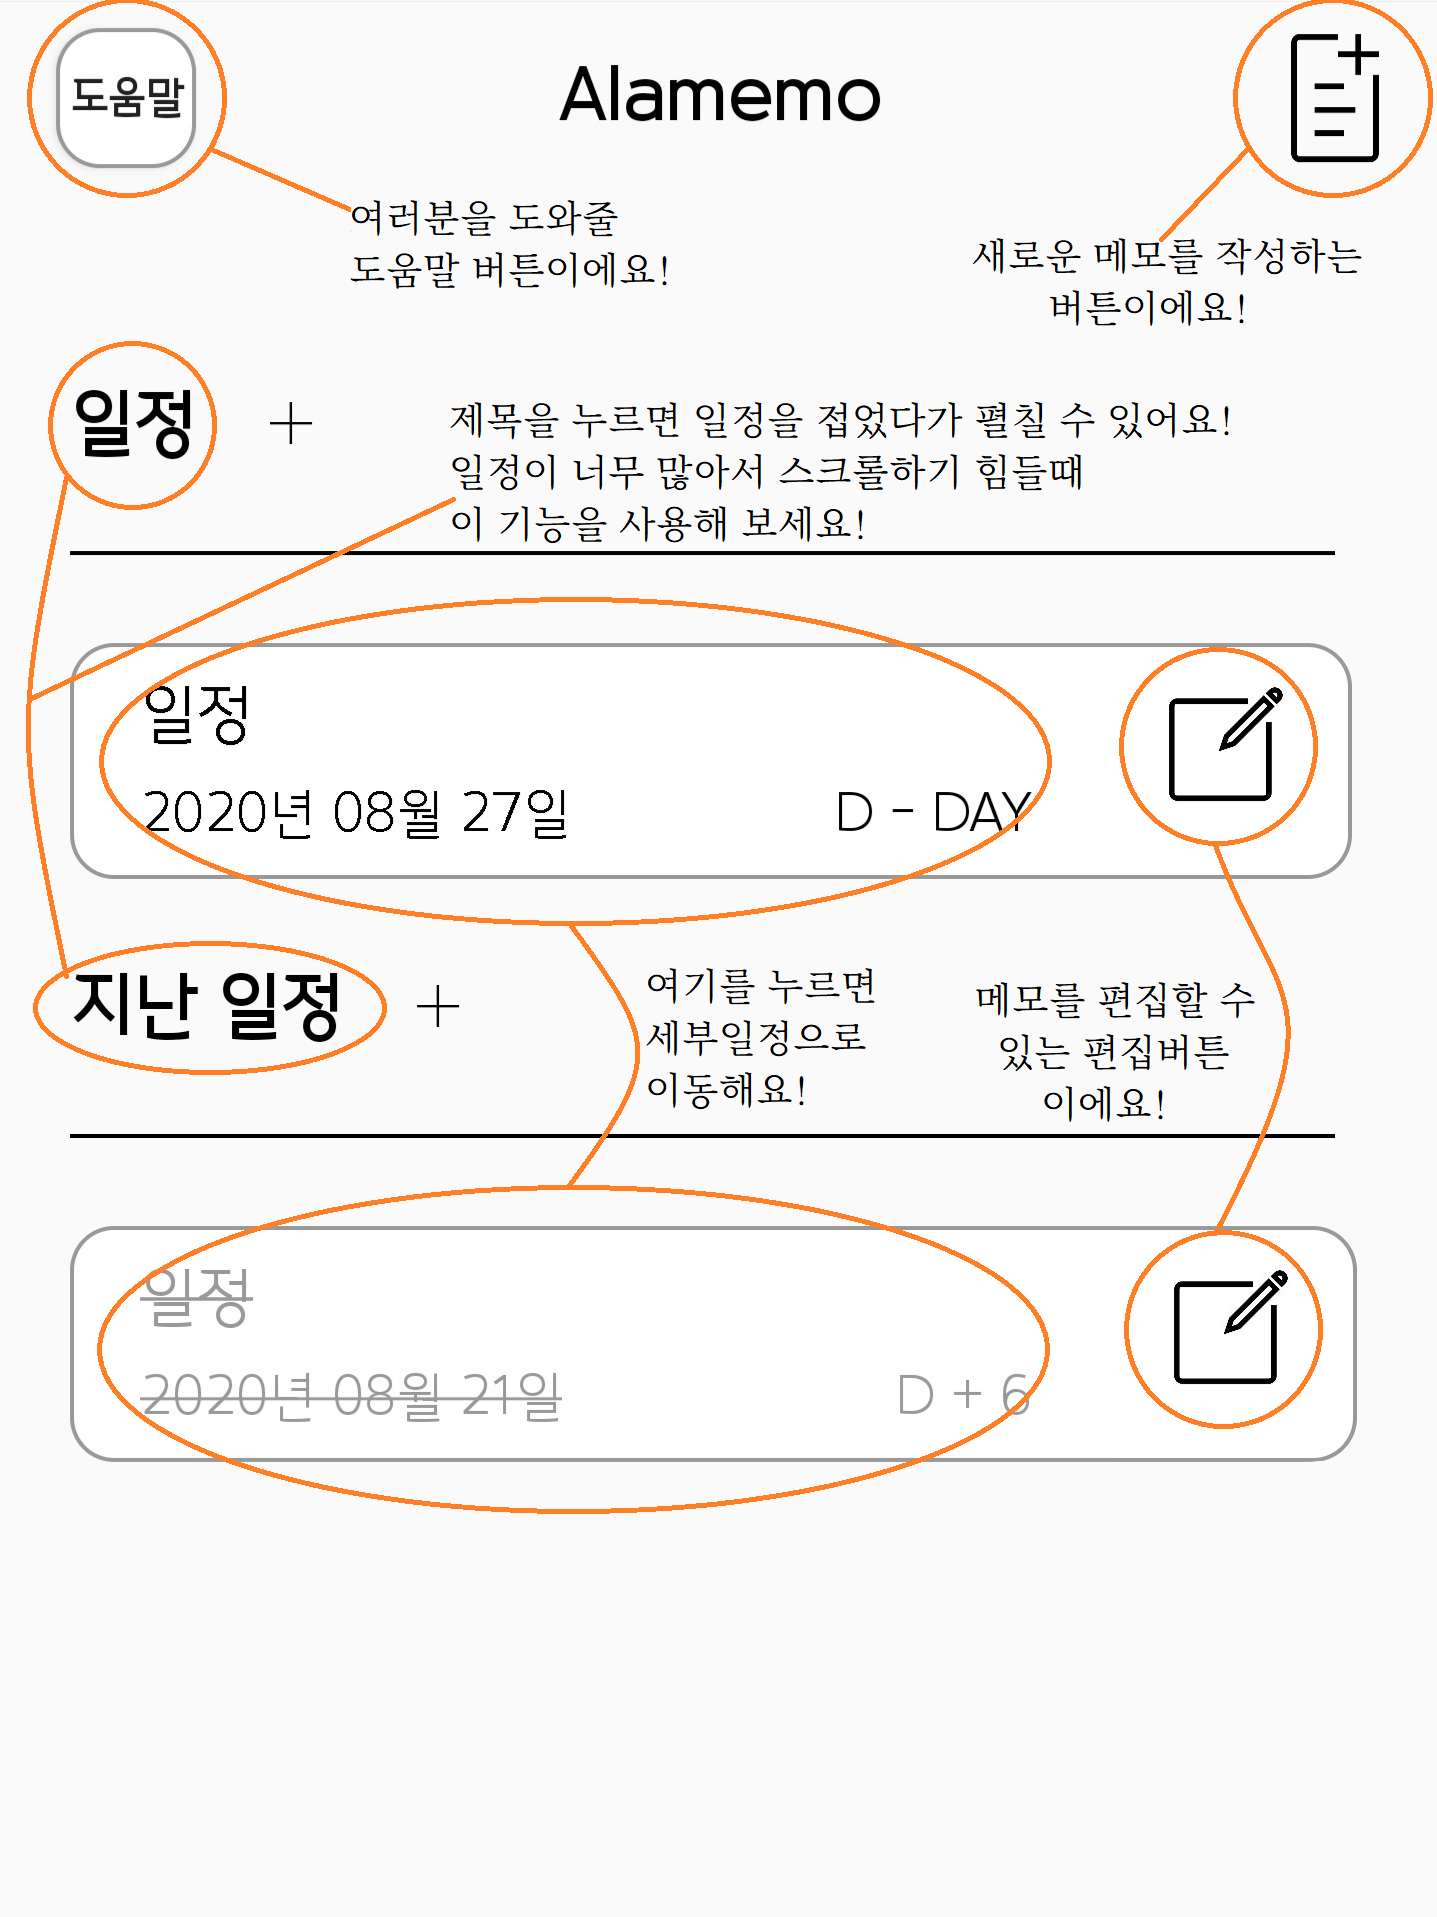 도움말
Alamemo
여러분을 도와줄
도움말 버튼이에요!
새로운 메모를 작성하는
버튼이에요!
일정 +
제목을 누르면 일정을 접었다가 펼칠 수 있어요!
일정이 너무 많아서 스크롤하기 힘들때
이 기능을 사용해 보세요!
일정
2020년 08월 27일 D - DAY
지난 일정 +
여기를 누르면
세부일정으로
이동해요!
메모를 편집할 수
있는 편집버튼
이에요!
일정
2020년 08월 21일 D + 6